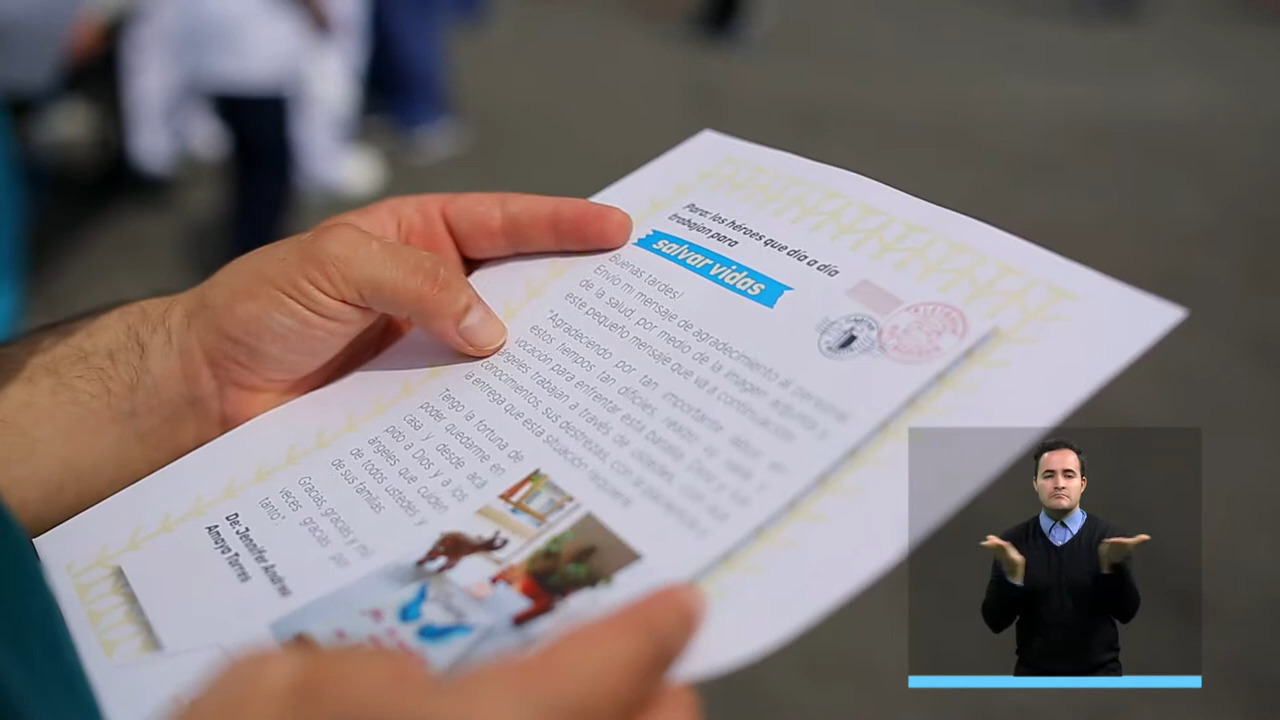 Para: los héroes que día a día
trabajan para
salvar vidas
Buenas tardes!
Envío mi mensaje de agradecimiento al personal
de la salud, por medio de la imagen adjunta y
este pequeño mensaje que va a continuación.
"Agradeciendo por tan importante labor
estos tiempos tan difíciles,
vocación para enfrentar esta batalla.
ángeles trabajan a través de ustedes, con
conocimientos, sus destrezas, con
la entrega que esta situación requiere
Tengo la fortuna de
poder quedarme en
casa y desde acá
pido a Dios y a los
ángeles que cuiden
de todos ustedes y
de sus familias.
Gracias, gracias y mil
veces gracias por
tanto"
De: Jennifer Andrea
Amaya Torres